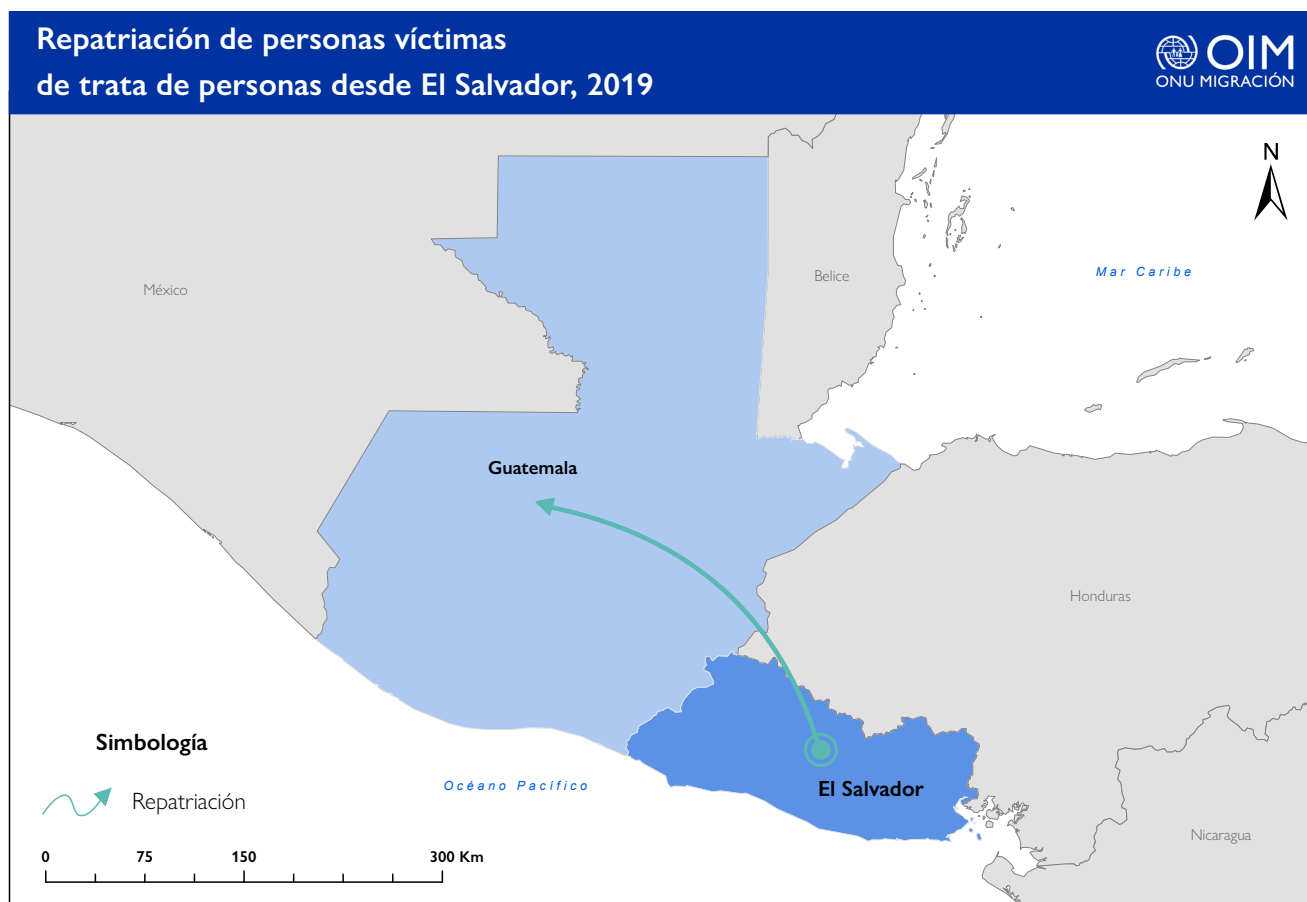 Repatriación de personas víctimas
de trata de personas desde El Salvador, 2019
OIM
ONU MIGRACIÓN
N
Mar Caribe
México
Belice
Guatemala
Honduras
Simbología
Océano Pacífico
El Salvador
Repatriación
Nicaragua
0 75 150 300 Km